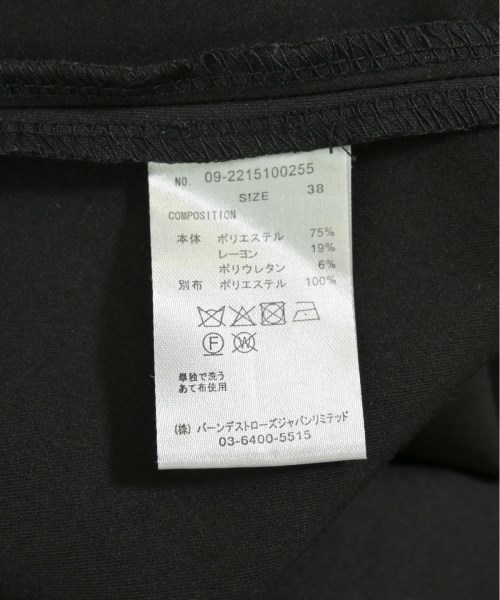 NO. 09-2215100255
SIZE 38
COMPOSITION
本体 ポリエステル 75%
レーヨン 19%
ポリウレタン 6%
別布 ポリエステル 100%
F W
単独で洗う
あて布使用
(株) バーンデストローズジャパンリミテッド
03-6400-5515